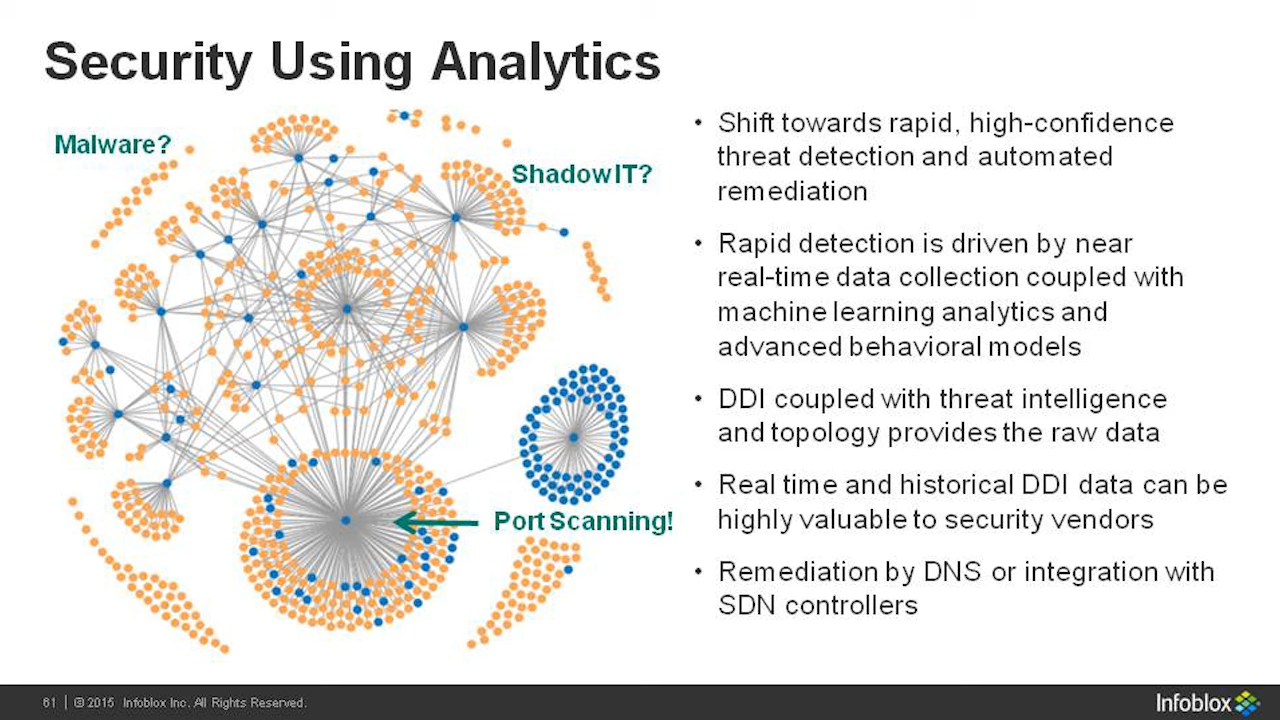 Security Using Analytics
Malware?
Shadow IT?
Port Scanning!
• Shift towards rapid, high-confidence
threat detection and automated
remediation
• Rapid detection is driven by near
real-time data collection coupled with
machine learning analytics and
advanced behavioral models
• DDI coupled with threat intelligence
and topology provides the raw data
• Real time and historical DDI data can be
highly valuable to security vendors
• Remediation by DNS or integration with
SDN controllers
61 | © 2015 Infoblox Inc. All Rights Reserved.
Infoblox